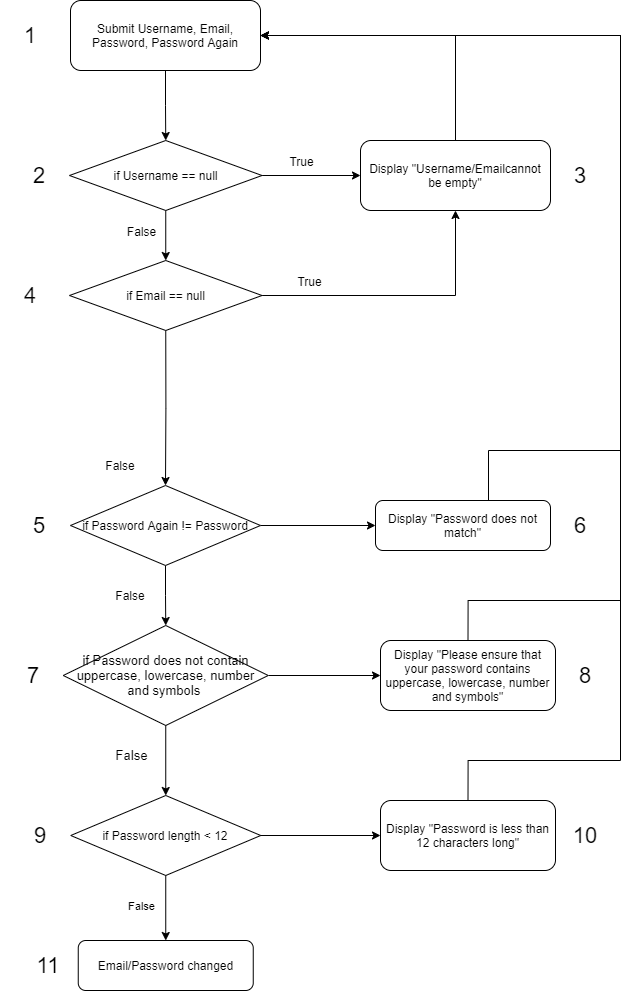 1
Submit Username, Email,
Password, Password Again
2
if Username == null
True
Display "Username/Emailcannot
be empty"
3
False
4
if Email == null
True
False
5
if Password Again != Password
Display "Password does not
match"
6
False
7
if Password does not contain
uppercase, lowercase, number
and symbols
Display "Please ensure that
your password contains
uppercase, lowercase, number
and symbols"
8
False
9
if Password length < 12
Display "Password is less than
12 characters long"
10
False
11
Email/Password changed